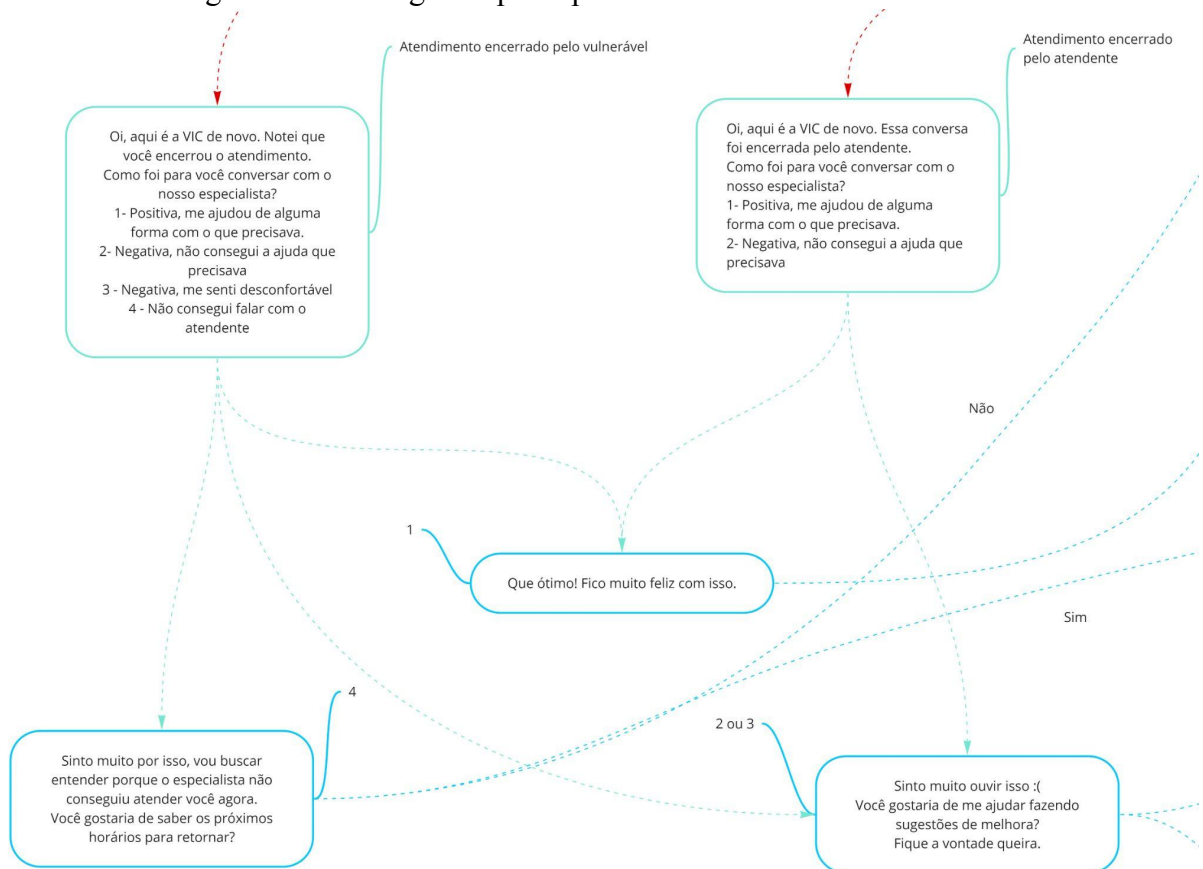 Atendimento encerrado pelo vulnerável
Atendimento encerrado
pelo atendente
Oi, aqui é a VIC de novo. Notei que
você encerrou o atendimento.
Como foi para você conversar com o
nosso especialista?
1- Positiva, me ajudou de alguma
forma com o que precisava.
2- Negativa, não consegui a ajuda que
precisava
3 - Negativa, me senti desconfortável
4 - Não consegui falar com o
atendente
Oi, aqui é a VIC de novo. Essa conversa
foi encerrada pelo atendente.
Como foi para você conversar com o
nosso especialista?
1- Positiva, me ajudou de alguma
forma com o que precisava.
2- Negativa, não consegui a ajuda que
precisava
Não
1
Que ótimo! Fico muito feliz com isso.
Sim
4
2 ou 3
Sinto muito por isso, vou buscar
entender porque o especialista não
conseguiu atender você agora.
Você gostaria de saber os próximos
horários para retornar?
Sinto muito ouvir isso :(
Você gostaria de me ajudar fazendo
sugestões de melhora?
Fique a vontade queira.